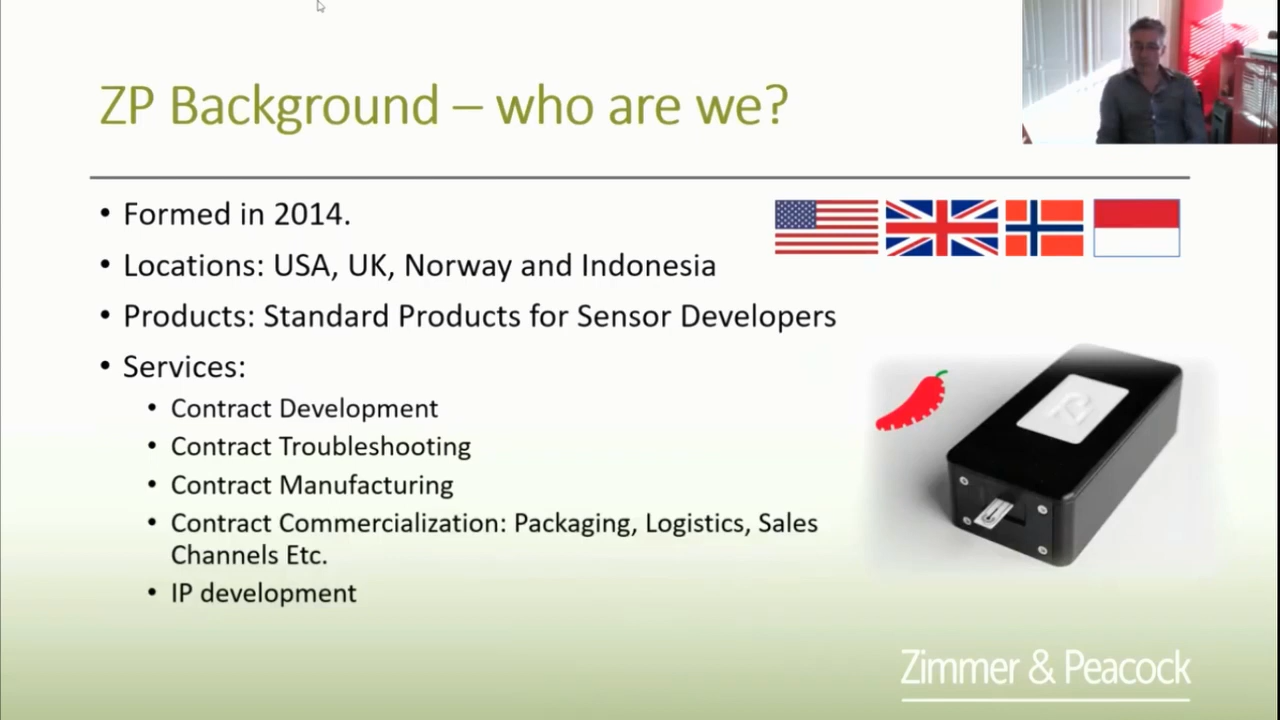 ZP Background – who are we?
• Formed in 2014.
• Locations: USA, UK, Norway and Indonesia
• Products: Standard Products for Sensor Developers
• Services:
• Contract Development
• Contract Troubleshooting
• Contract Manufacturing
• Contract Commercialization: Packaging, Logistics, Sales
Channels Etc.
• IP development
Zimmer & Peacock